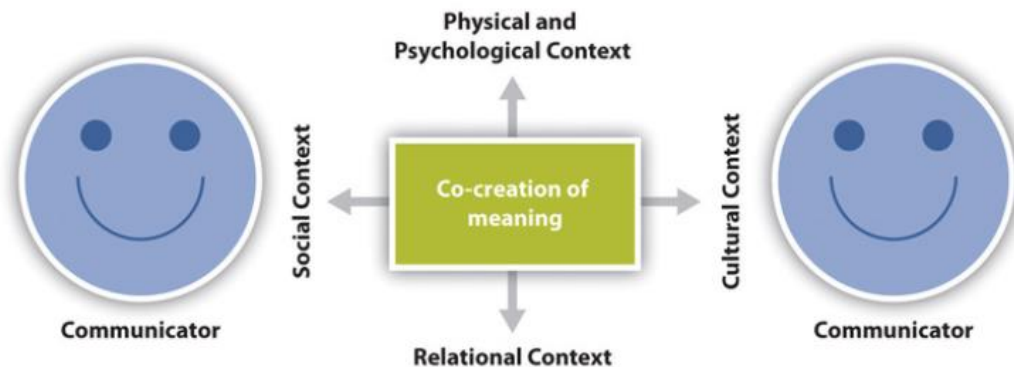 Physical and
Psychological Context
Social Context
Co-creation of
meaning
Cultural Context
Communicator
Communicator
Relational Context